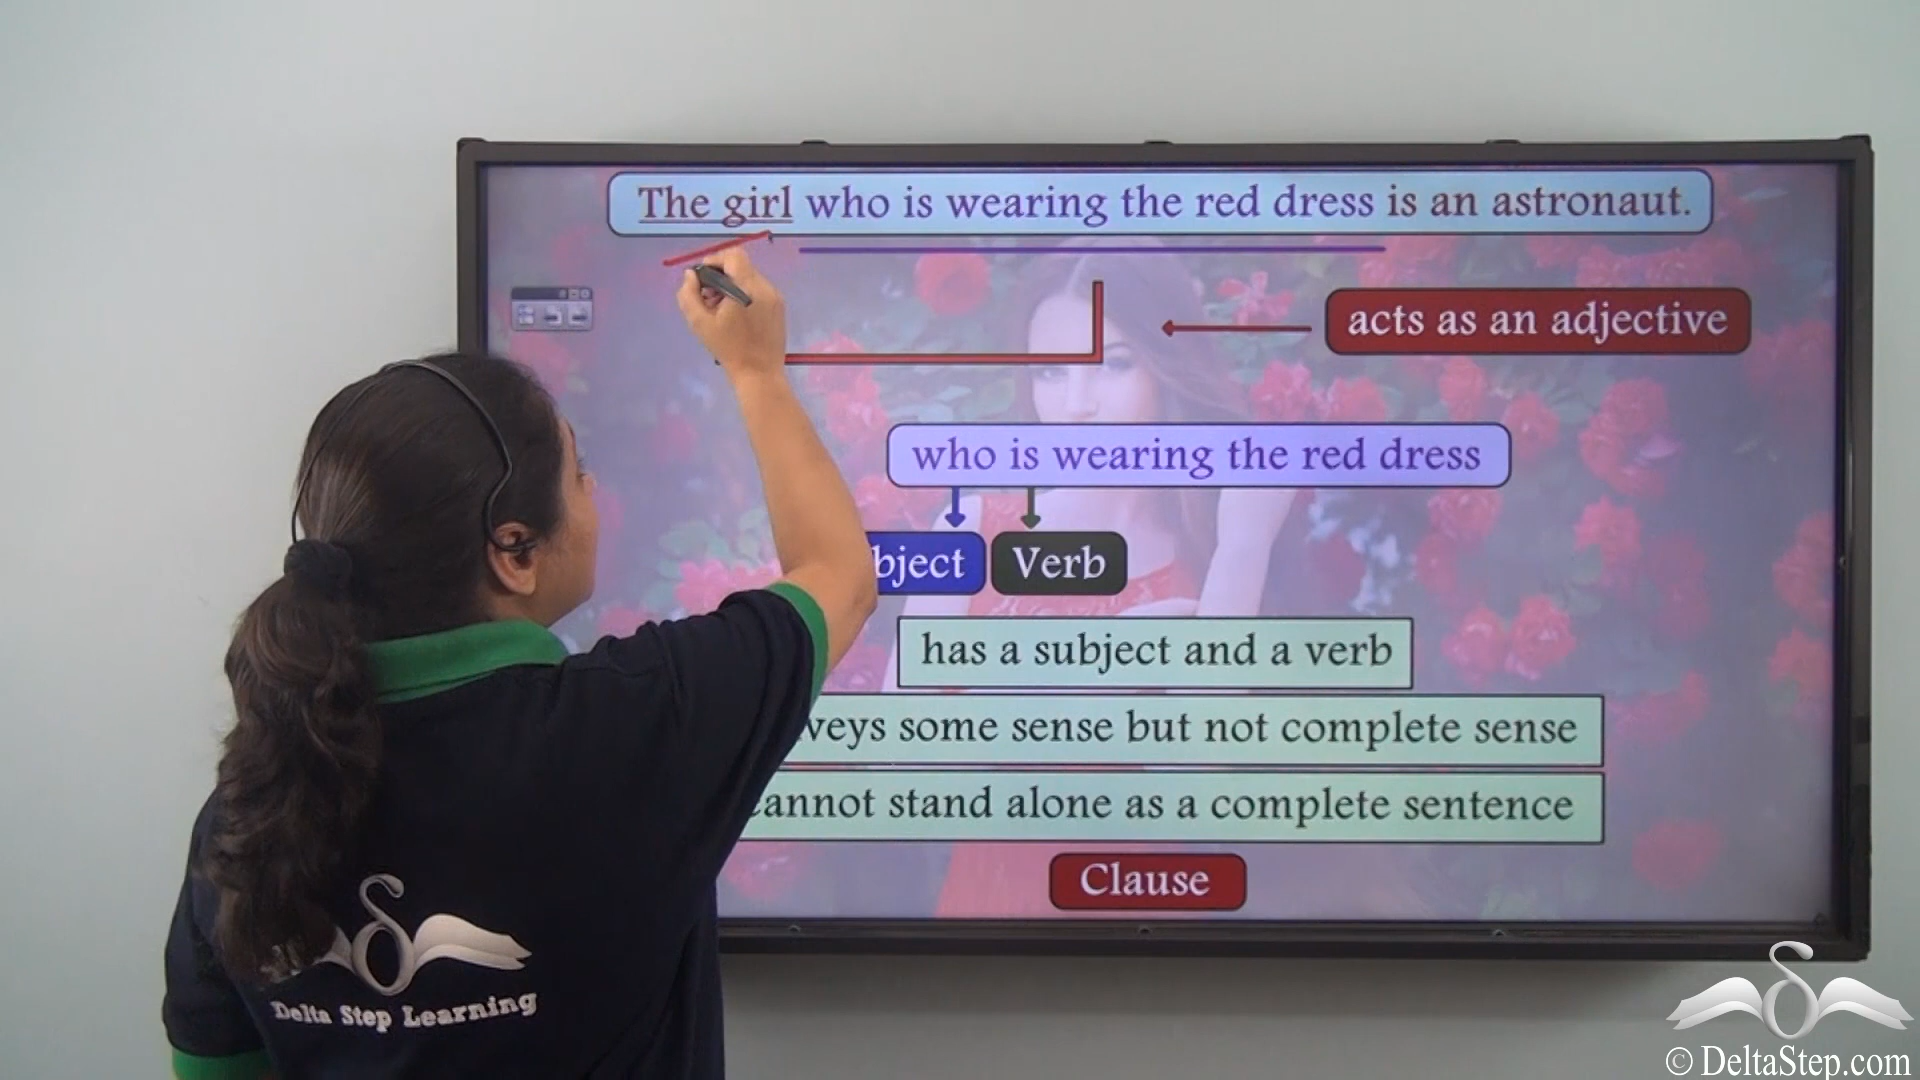 The girl who is wearing the red dress is an astronaut.
acts as an adjective
who is wearing the red dress
bject Verb
has a subject and a verb
veys some sense but not complete sense
cannot stand alone as a complete sentence
Clause
Delta Step Learning
© DeltaStep.com